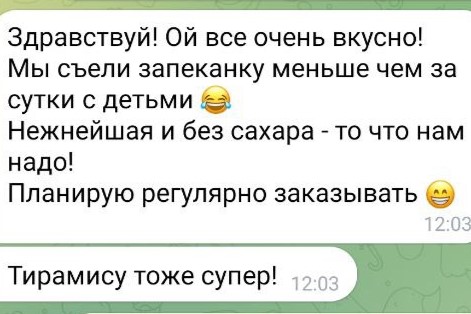 Здравствуй! Ой все очень вкусно!
Мы съели запеканку меньше чем за
сутки с детьми 😂
Нежнейшая и без сахара - то что нам
надо!
Планирую регулярно заказывать 😁
12:03
Тирамису тоже супер! 12:03